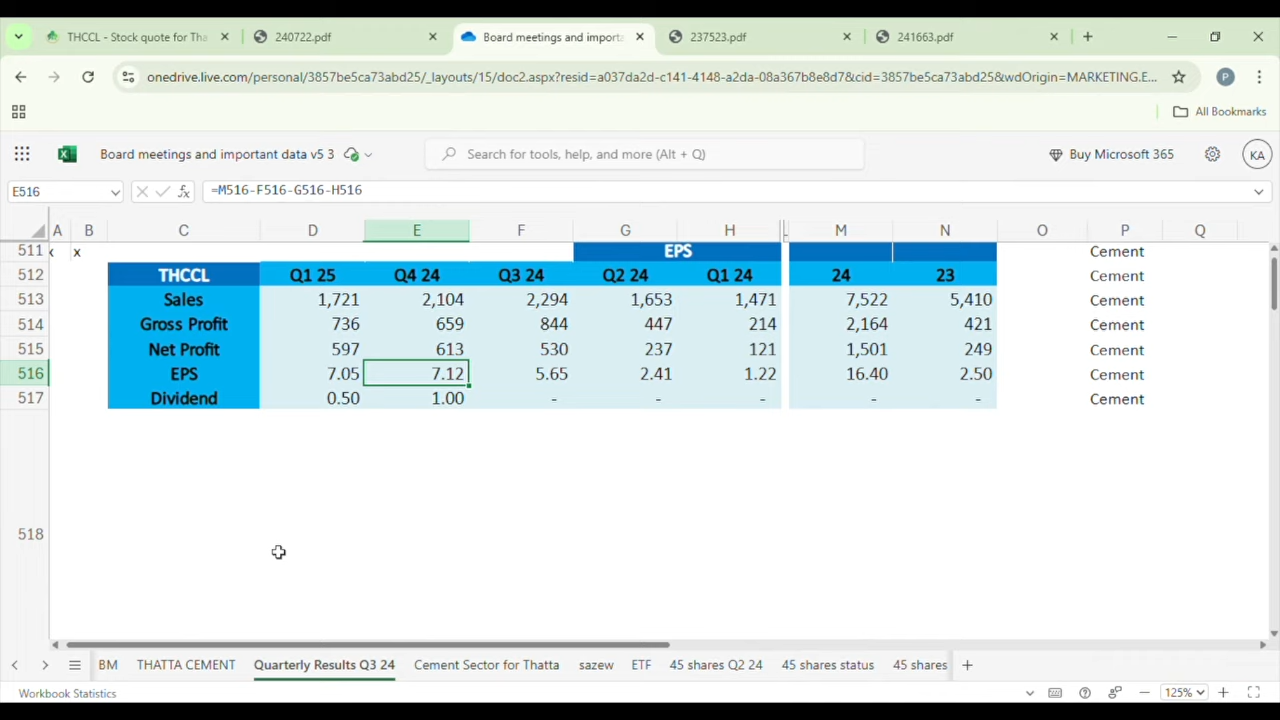 THCCL - Stock quote for Tha
240722.pdf
Board meetings and importa
237523.pdf
241663.pdf
onedrive.live.com/personal/3857be5ca73abd25/_layouts/15/doc2.aspx?resid=a037da2d-c141-4148-a2da-08a367b8e8d7&cid=3857be5ca73abd25&wdOrigin=MARKETING.E...
P
All Bookmarks
Board meetings and important data v5 3
Search for tools, help, and more (Alt + Q)
Buy Microsoft 365
KA
E516
fx
=M516-F516-G516-H516
A B C D E F G H L M N O P Q
511 x x EPS Cement
512 THCCL Q1 25 Q4 24 Q3 24 Q2 24 Q1 24 24 23 Cement
513 Sales 1,721 2,104 2,294 1,653 1,471 7,522 5,410 Cement
514 Gross Profit 736 659 844 447 214 2,164 421 Cement
515 Net Profit 597 613 530 237 121 1,501 249 Cement
516 EPS 7.05 7.12 5.65 2.41 1.22 16.40 2.50 Cement
517 Dividend 0.50 1.00 - - - - - Cement
518
BM THATTA CEMENT Quarterly Results Q3 24 Cement Sector for Thatta sazew ETF 45 shares Q2 24 45 shares status 45 shares
Workbook Statistics
125%